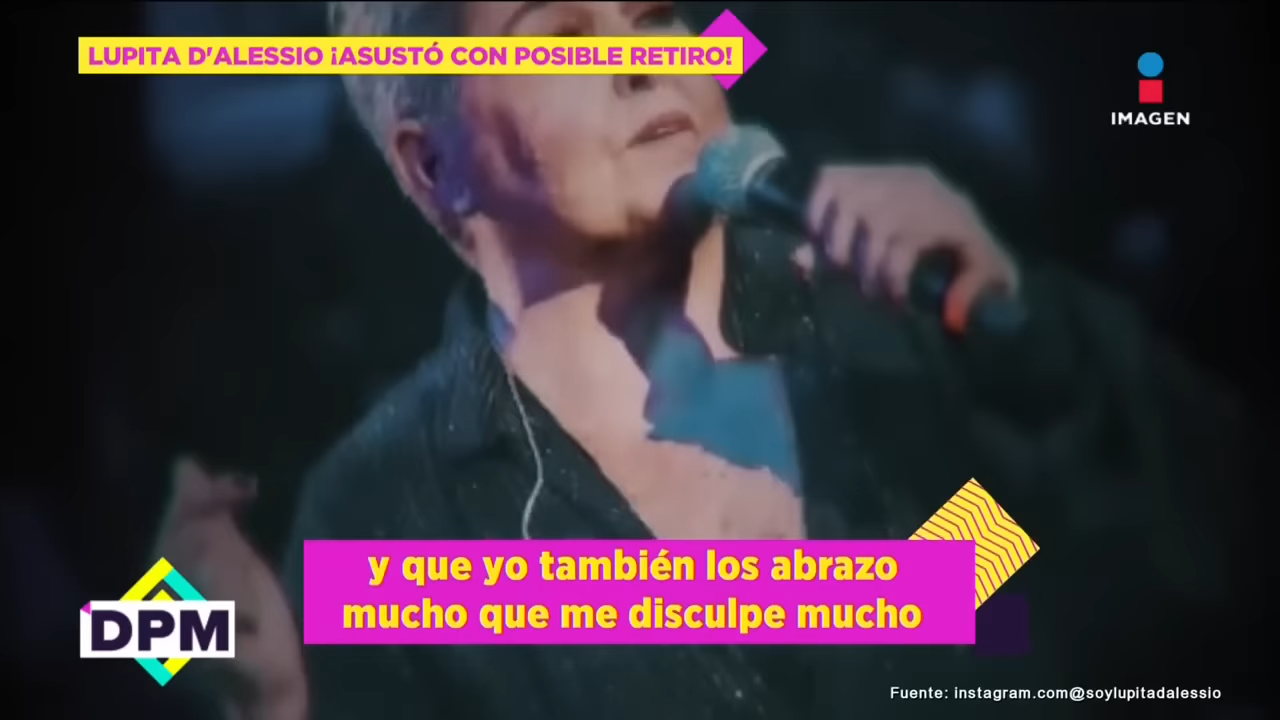 LUPITA D'ALESSIO ¡ASUSTÓ CON POSIBLE RETIRO!
IMAGEN
y que yo también los abrazo
mucho que me disculpe mucho
DPM
Fuente: instagram.com@soylupitadalessio